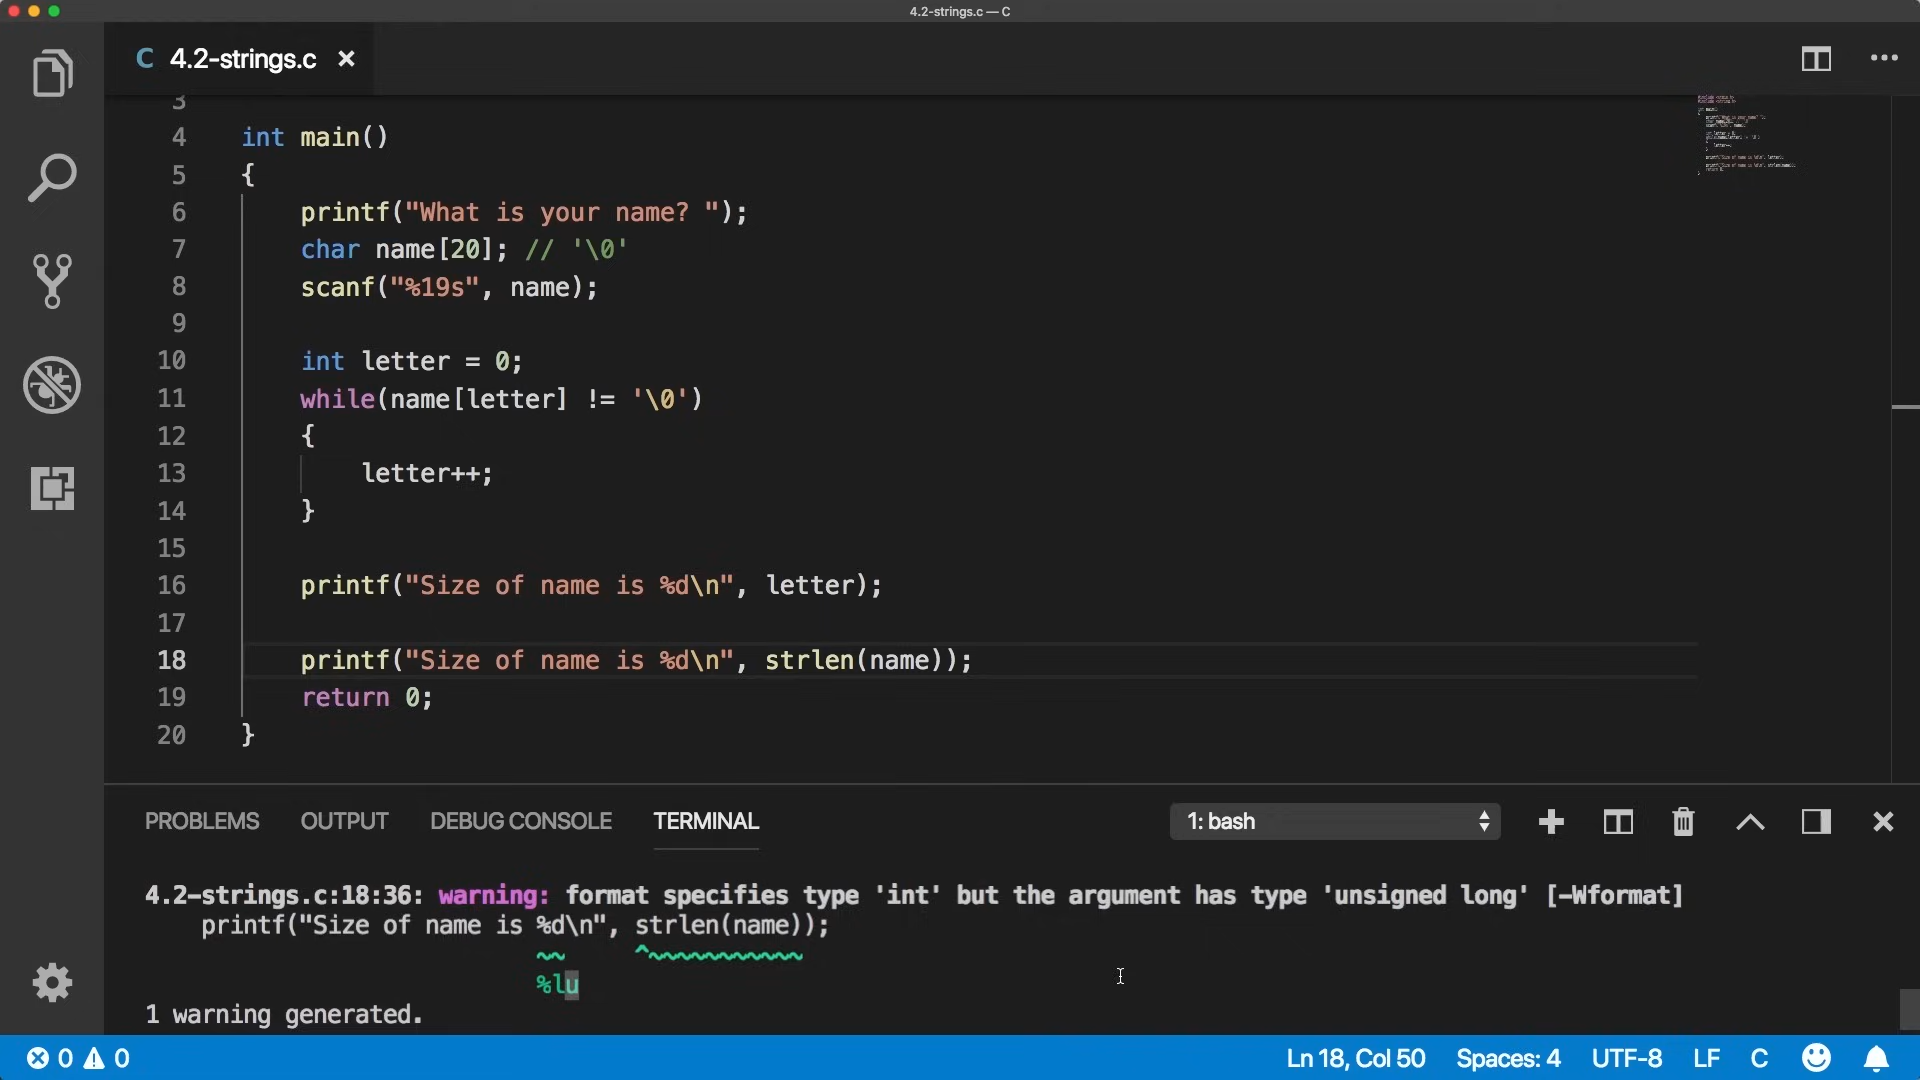 4.2-strings.c — C
C 4.2-strings.c
3
4 int main()
5 {
6 printf("What is your name? ");
7 char name[20]; // '\0'
8 scanf("%19s", name);
9
10 int letter = 0;
11 while(name[letter] != '\0')
12 {
13 letter++;
14 }
15
16 printf("Size of name is %d\n", letter);
17
18 printf("Size of name is %d\n", strlen(name));
19 return 0;
20 }
PROBLEMS OUTPUT DEBUG CONSOLE TERMINAL 1: bash
4.2-strings.c:18:36: warning: format specifies type 'int' but the argument has type 'unsigned long' [-Wformat]
printf("Size of name is %d\n", strlen(name));
~~ ^~~~~~~~~~~~
%lu
1 warning generated.
0 0 Ln 18, Col 50 Spaces: 4 UTF-8 LF C